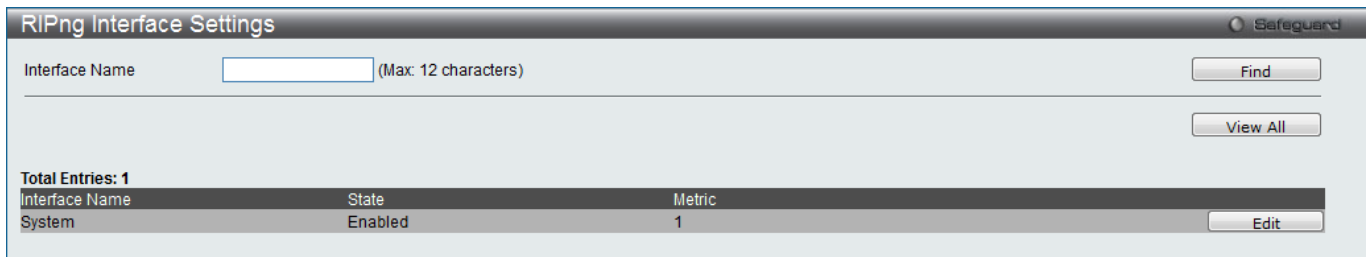 RIPng Interface Settings Safeguard
Interface Name (Max: 12 characters) Find
View All
Total Entries: 1
Interface Name State Metric
System Enabled 1 Edit